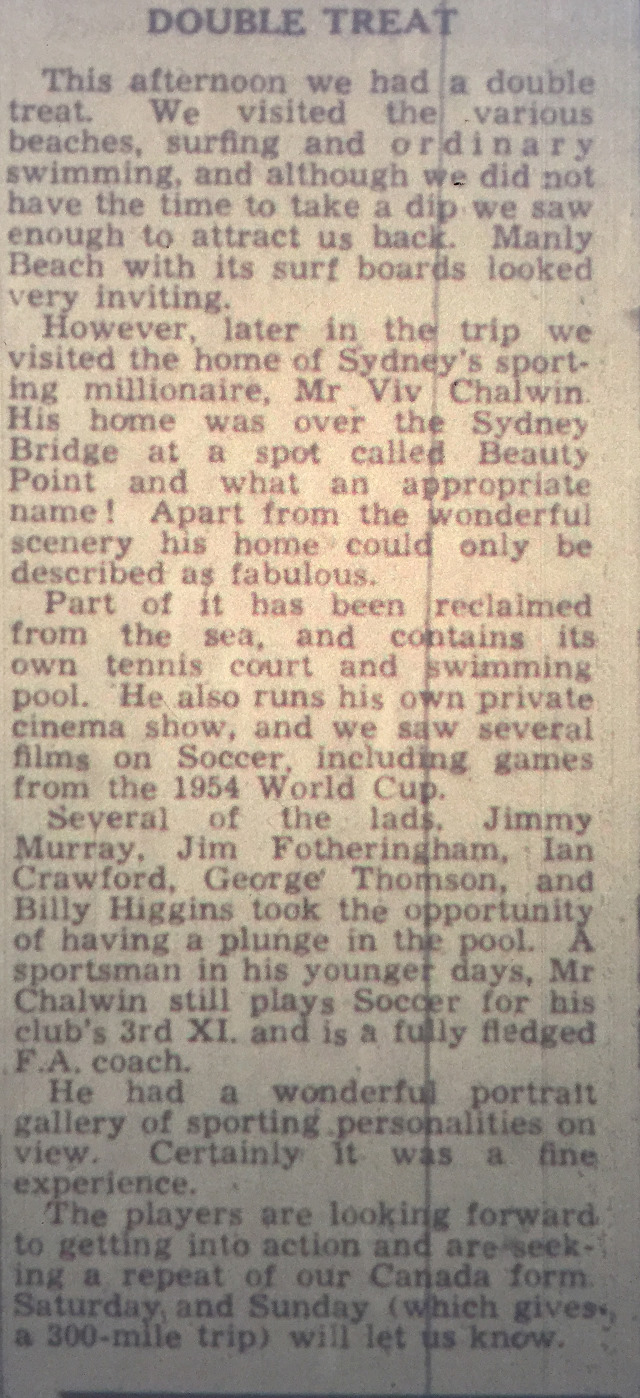 DOUBLE TREAT
This afternoon we had a double
treat. We visited the various
beaches, surfing and ordinary
swimming, and although we did not
have the time to take a dip we saw
enough to attract us back. Manly
Beach with its surf boards looked
very inviting.
However, later in the trip we
visited the home of Sydney's sport-
ing millionaire, Mr Viv Chalwin.
His home was over the Sydney
Bridge at a spot called Beauty
Point and what an appropriate
name! Apart from the wonderful
scenery his home could only be
described as fabulous.
Part of it has been reclaimed
from the sea, and contains its
own tennis court and swimming
pool. He also runs his own private
cinema show, and we saw several
films on Soccer, including games
from the 1954 World Cup.
Several of the lads, Jimmy
Murray, Jim Fotheringham, Ian
Crawford, George Thomson, and
Billy Higgins took the opportunity
of having a plunge in the pool. A
sportsman in his younger days, Mr
Chalwin still plays Soccer for his
club's 3rd XI. and is a fully fledged
F.A. coach.
He had a wonderful portrait
gallery of sporting personalities on
view. Certainly it was a fine
experience.
The players are looking forward
to getting into action and are seek-
ing a repeat of our Canada form.
Saturday and Sunday (which gives
a 300-mile trip) will let us know.